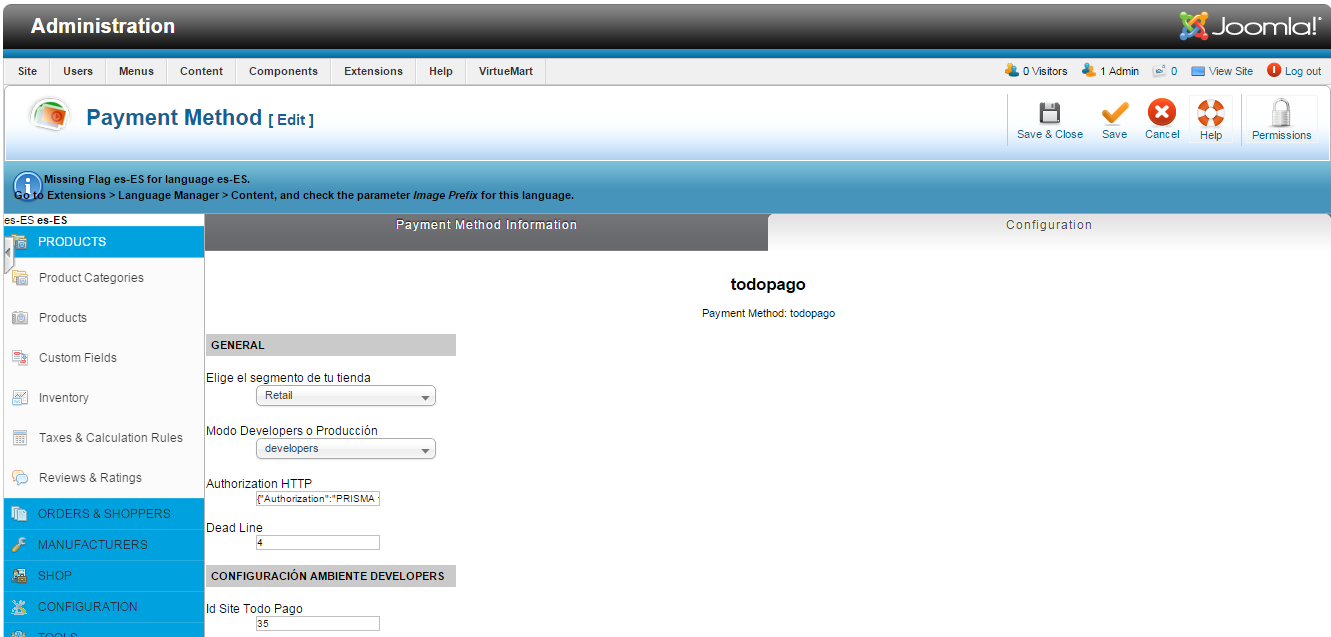 Administration
Joomla!
Site Users Menus Content Components Extensions Help VirtueMart
0 Visitors 1 Admin 0 View Site Log out
Payment Method [ Edit ]
Save & Close Save Cancel Help Permissions
Missing Flag es-ES for language es-ES.
Go to Extensions > Language Manager > Content, and check the parameter Image Prefix for this language.
es-ES es-ES
Payment Method Information
Configuration
PRODUCTS
Product Categories
Products
Custom Fields
Inventory
Taxes & Calculation Rules
Reviews & Ratings
ORDERS & SHOPPERS
MANUFACTURERS
SHOP
CONFIGURATION
TOOLS
todopago
Payment Method: todopago
GENERAL
Elige el segmento de tu tienda
Retail
Modo Developers o Producción
developers
Authorization HTTP
{"Authorization":"PRISMA
Dead Line
4
CONFIGURACIÓN AMBIENTE DEVELOPERS
Id Site Todo Pago
35